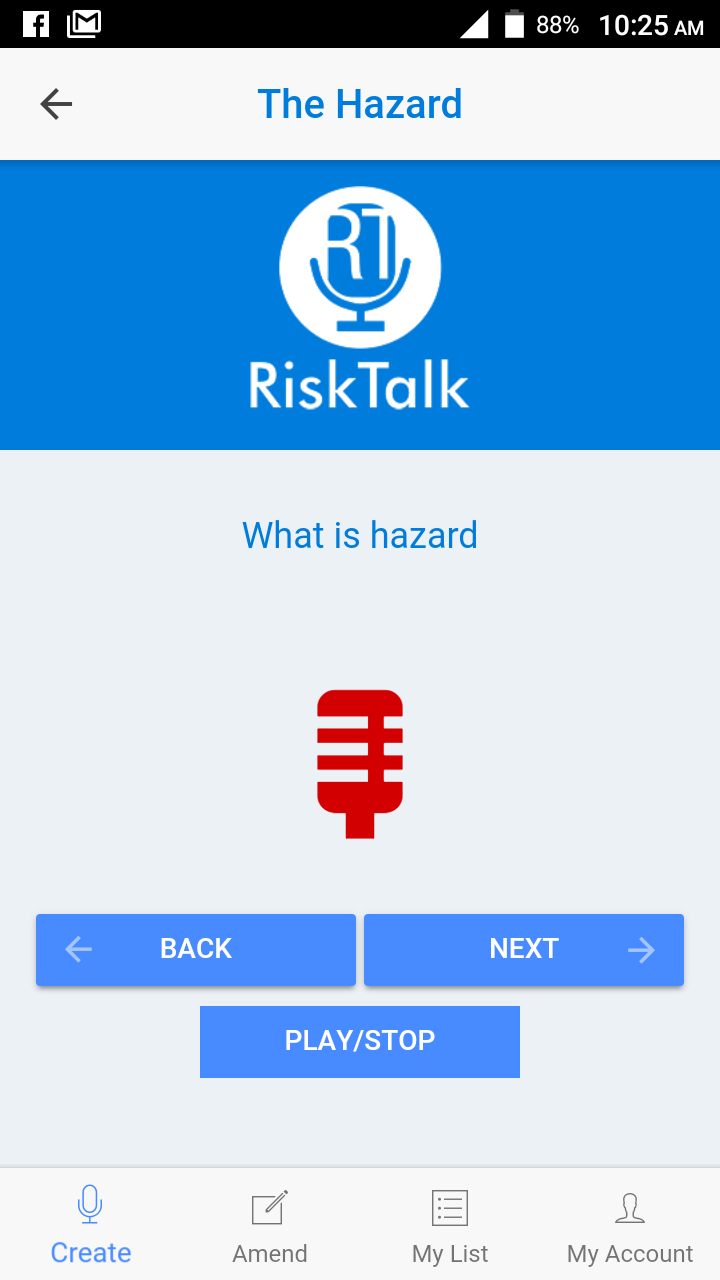 88% 10:25 AM
The Hazard
RT
RiskTalk
What is hazard
BACK NEXT
PLAY/STOP
Create Amend My List My Account